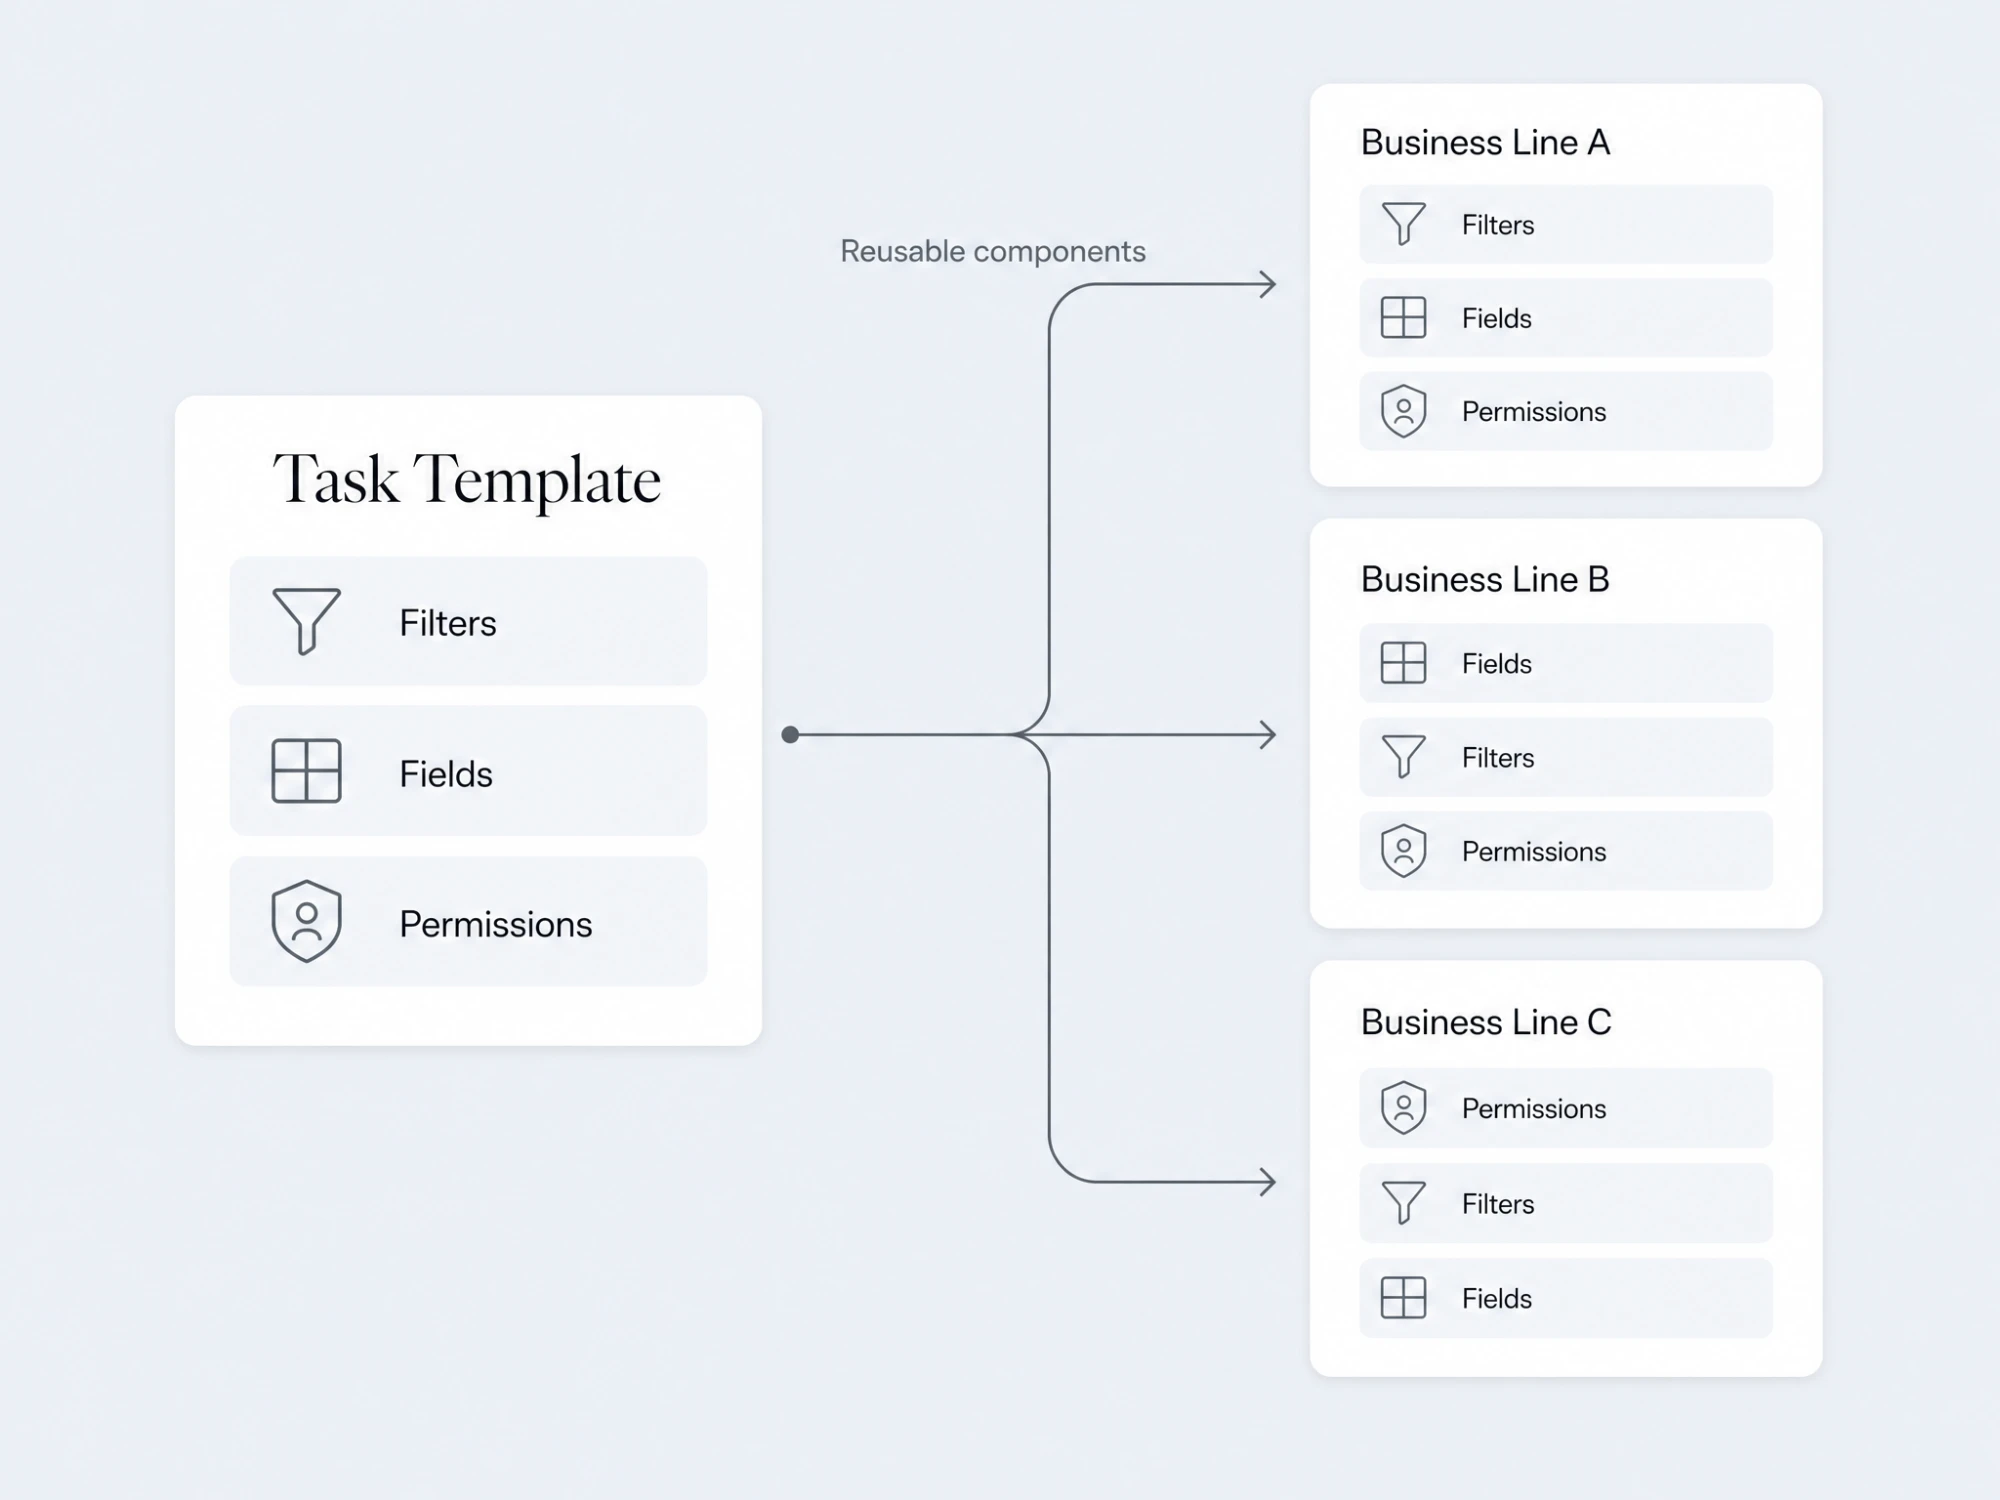 Task Template
Filters
Fields
Permissions
Reusable components
Business Line A
Filters
Fields
Permissions
Business Line B
Fields
Filters
Permissions
Business Line C
Permissions
Filters
Fields